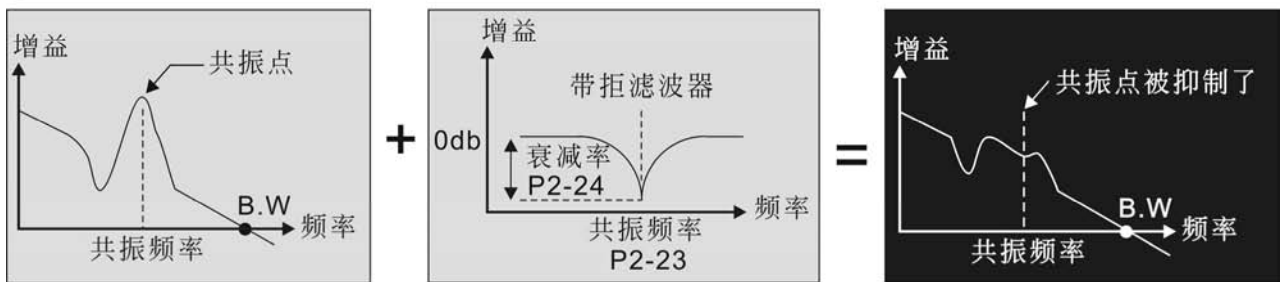 增益
共振点
B.W
频率
共振频率
+
带拒滤波器
0db
衰减率
P2-24
频率
共振频率
P2-23
=
增益
共振点被抑制了
B.W
频率
共振频率